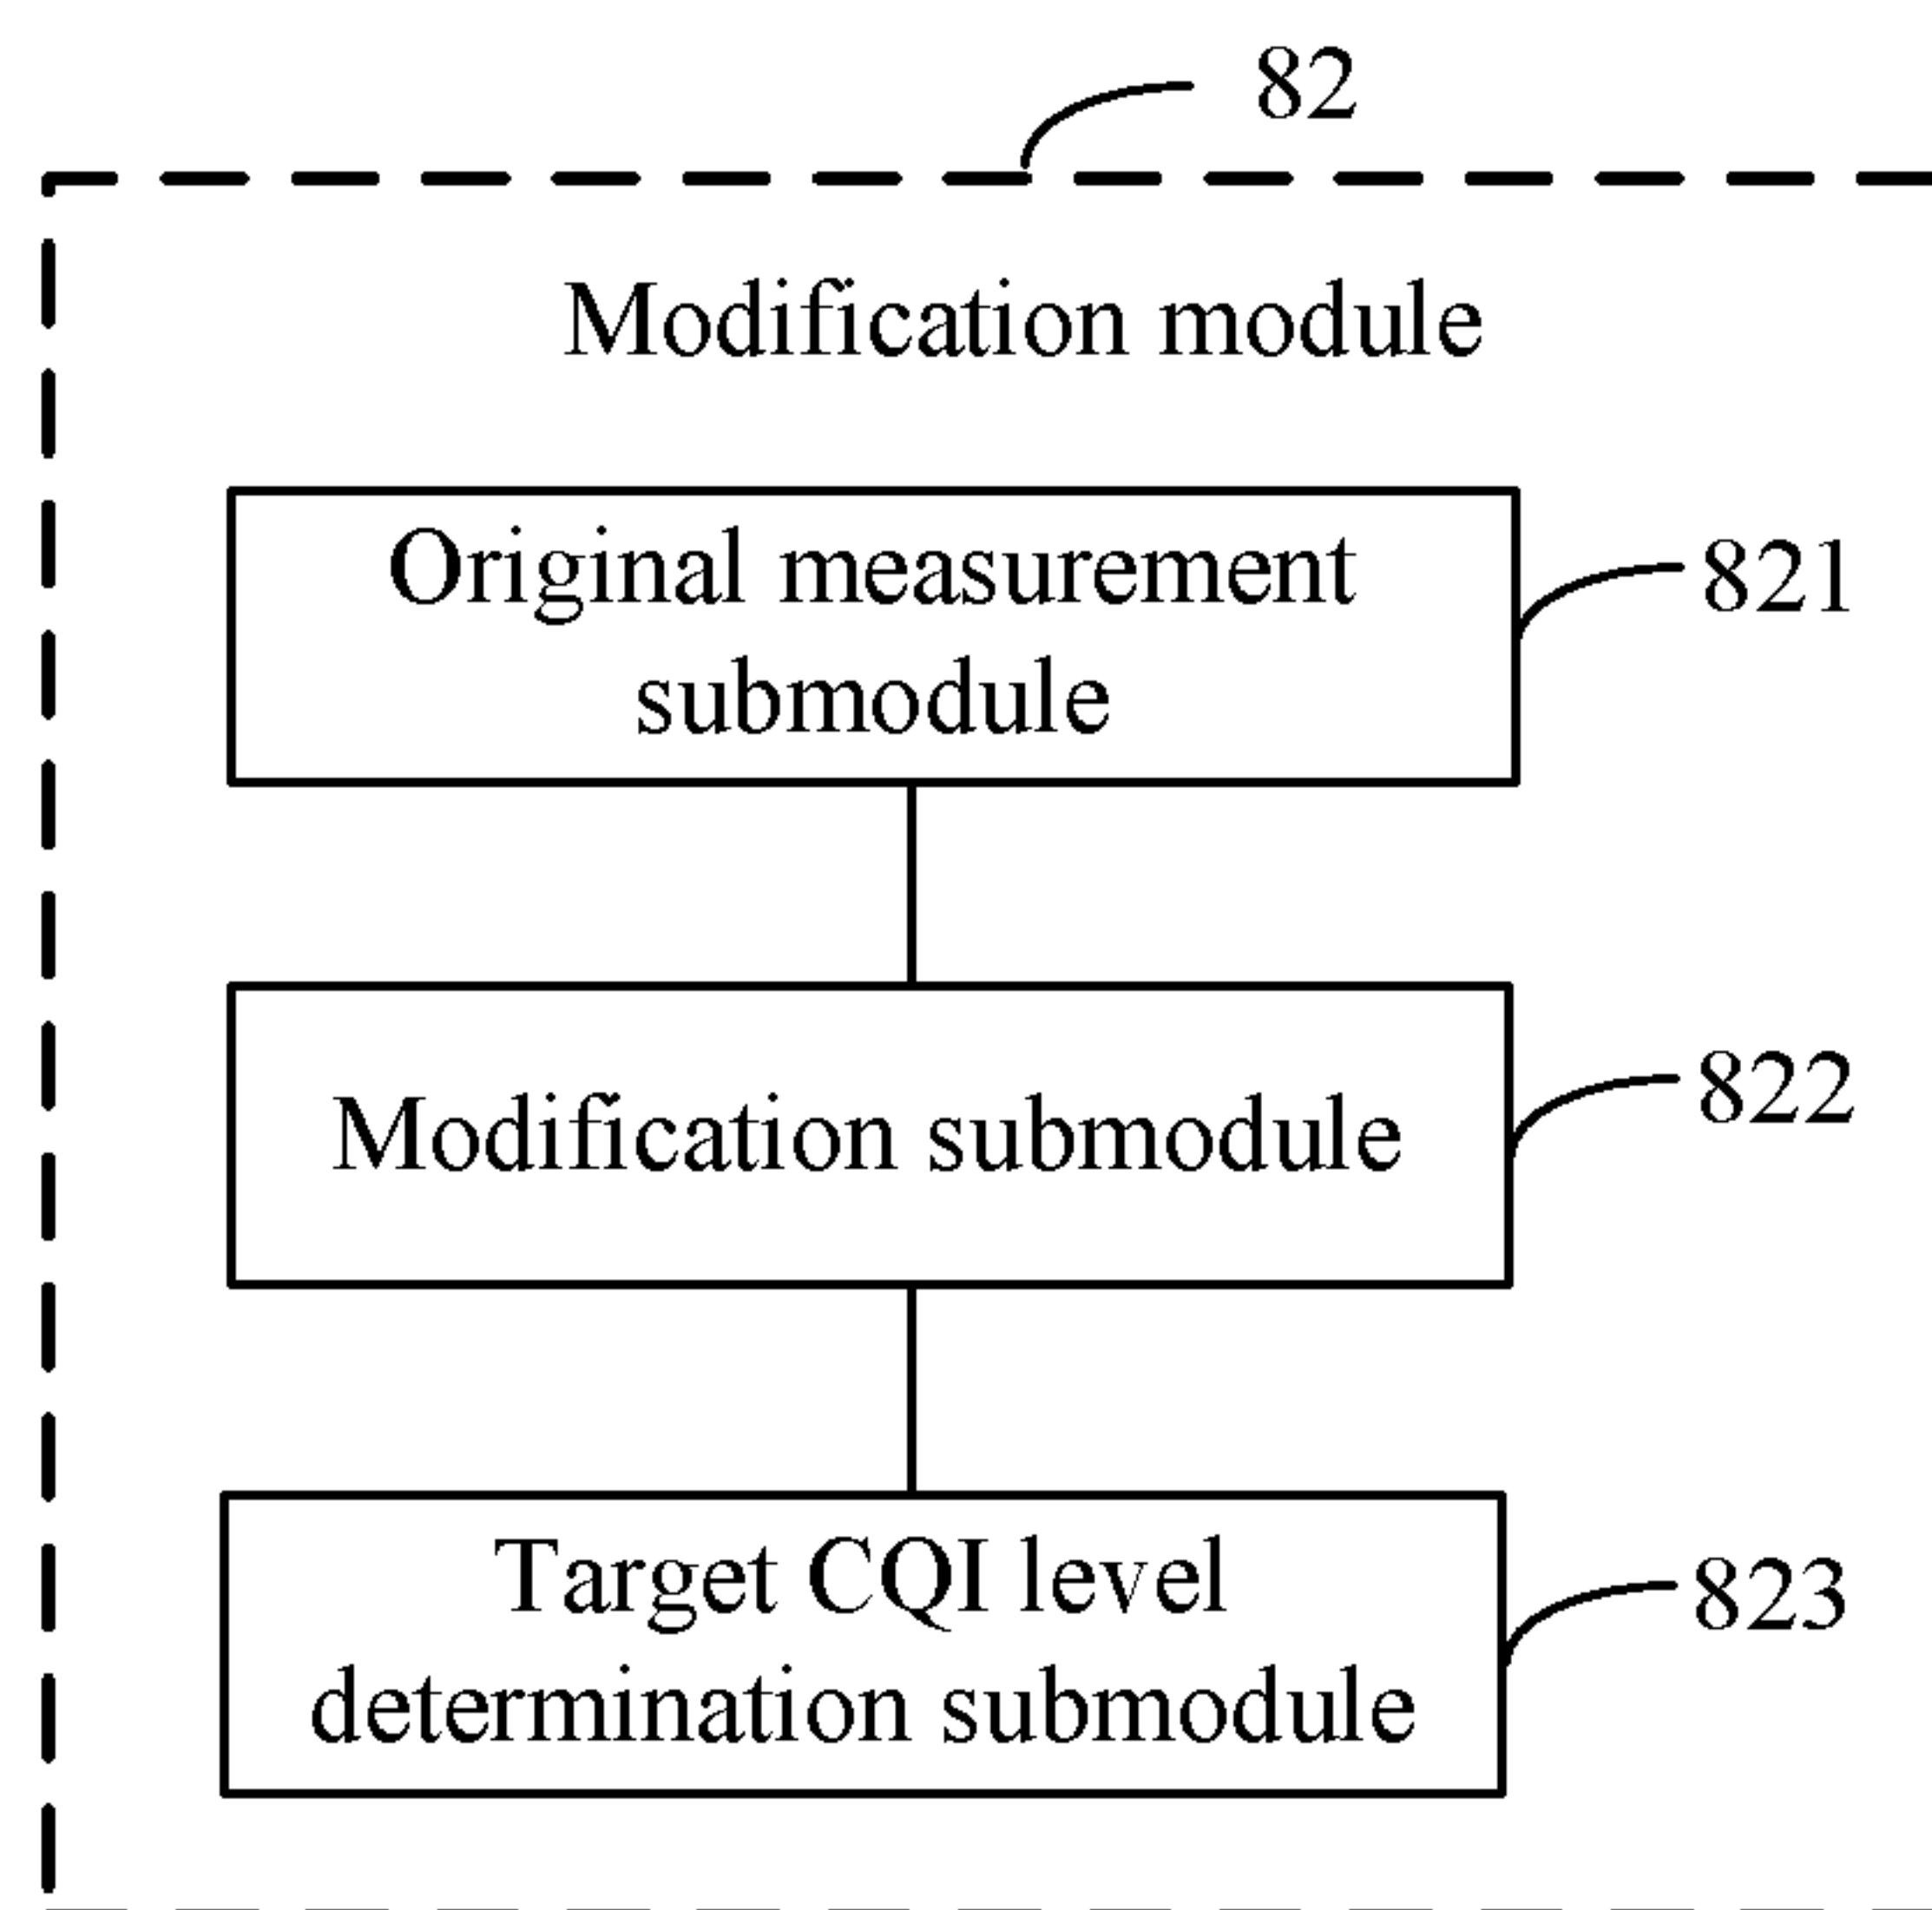 82
Modification module
Original measurement
submodule
821
Modification submodule
822
Target CQI level
determination submodule
823